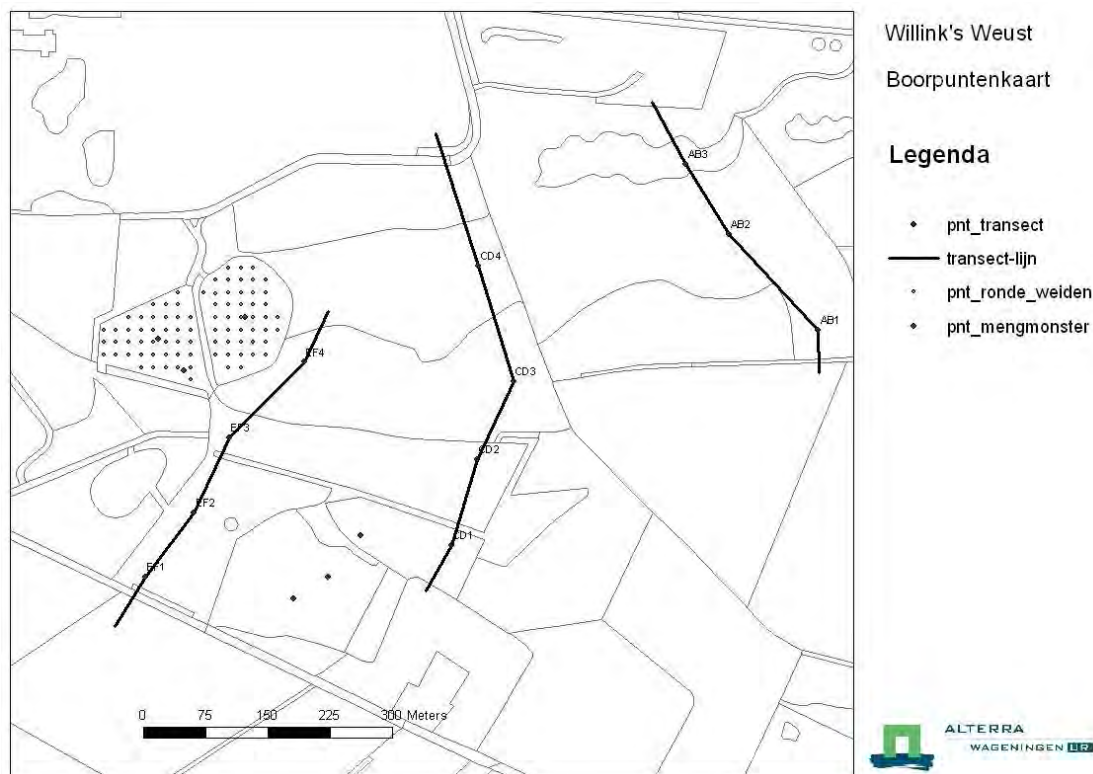 Willink's Weust
Boorpuntenkaart
Legenda
pnt_transect
transect-lijn
pnt_ronde_weiden
pnt_mengmonster
AB3
AB2
AB1
CD4
CD3
CD2
CD1
EF4
EF3
EF2
EF1
0 75 150 225 300 Meters
ALTERRA
WAGENINGEN UR